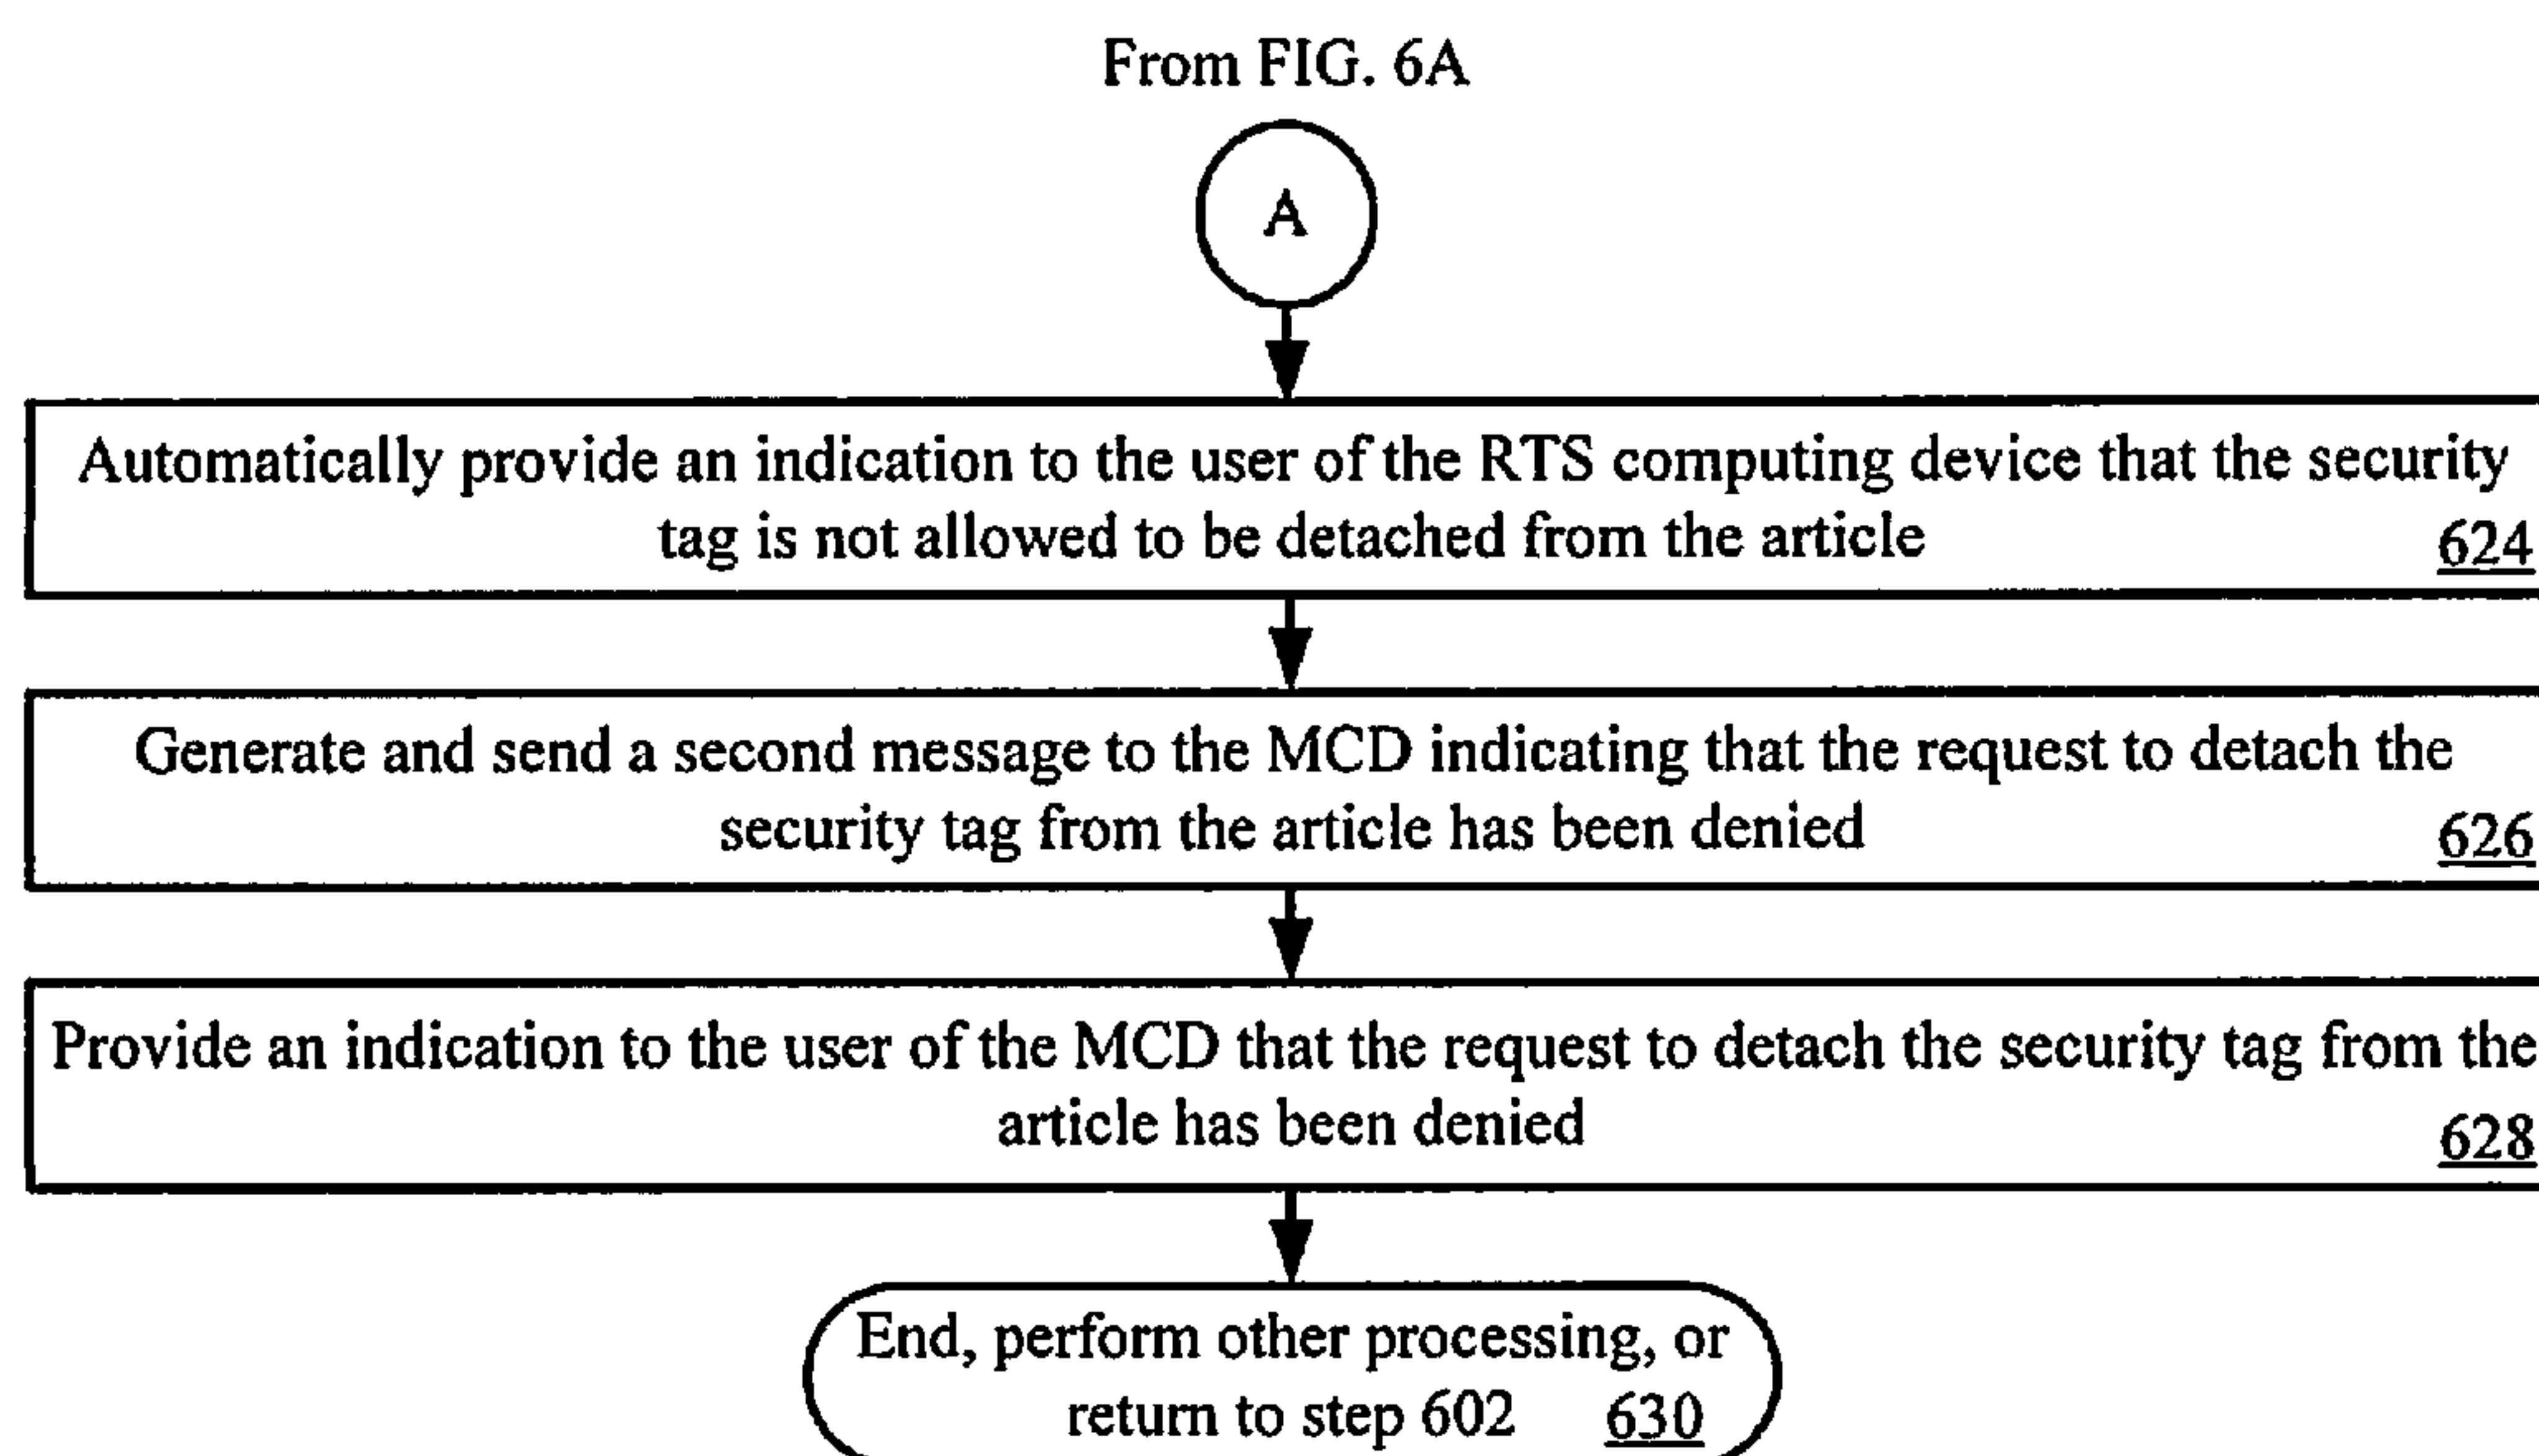 From FIG. 6A
A
Automatically provide an indication to the user of the RTS computing device that the security
tag is not allowed to be detached from the article 624
Generate and send a second message to the MCD indicating that the request to detach the
security tag from the article has been denied 626
Provide an indication to the user of the MCD that the request to detach the security tag from the
article has been denied 628
End, perform other processing, or
return to step 602 630